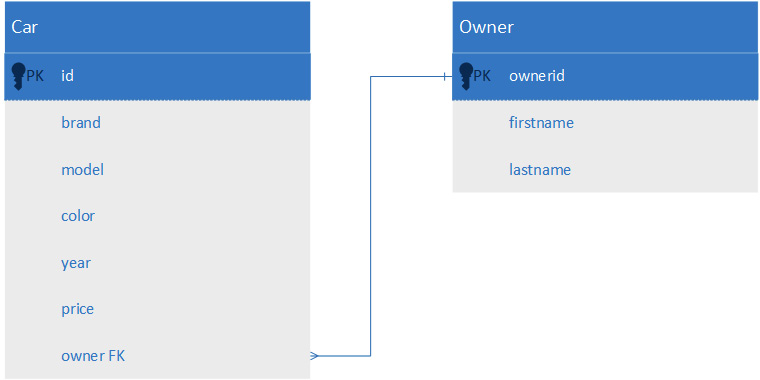 Car
PK id
brand
model
color
year
price
owner FK
Owner
PK ownerid
firstname
lastname